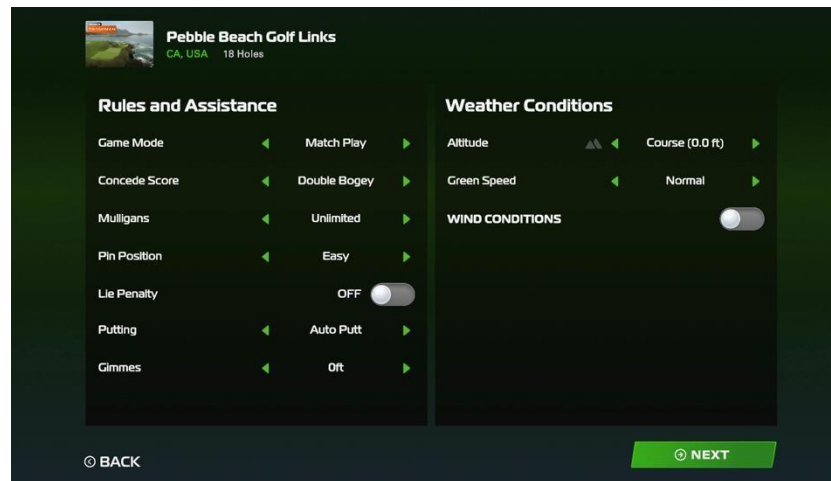 Pebble Beach Golf Links
CA, USA 18 Holes
Rules and Assistance
Game Mode Match Play
Concede Score Double Bogey
Mulligans Unlimited
Pin Position Easy
Lie Penalty OFF
Putting Auto Putt
Gimmes 0ft
Weather Conditions
Altitude Course (0.0 ft)
Green Speed Normal
WIND CONDITIONS
BACK
NEXT